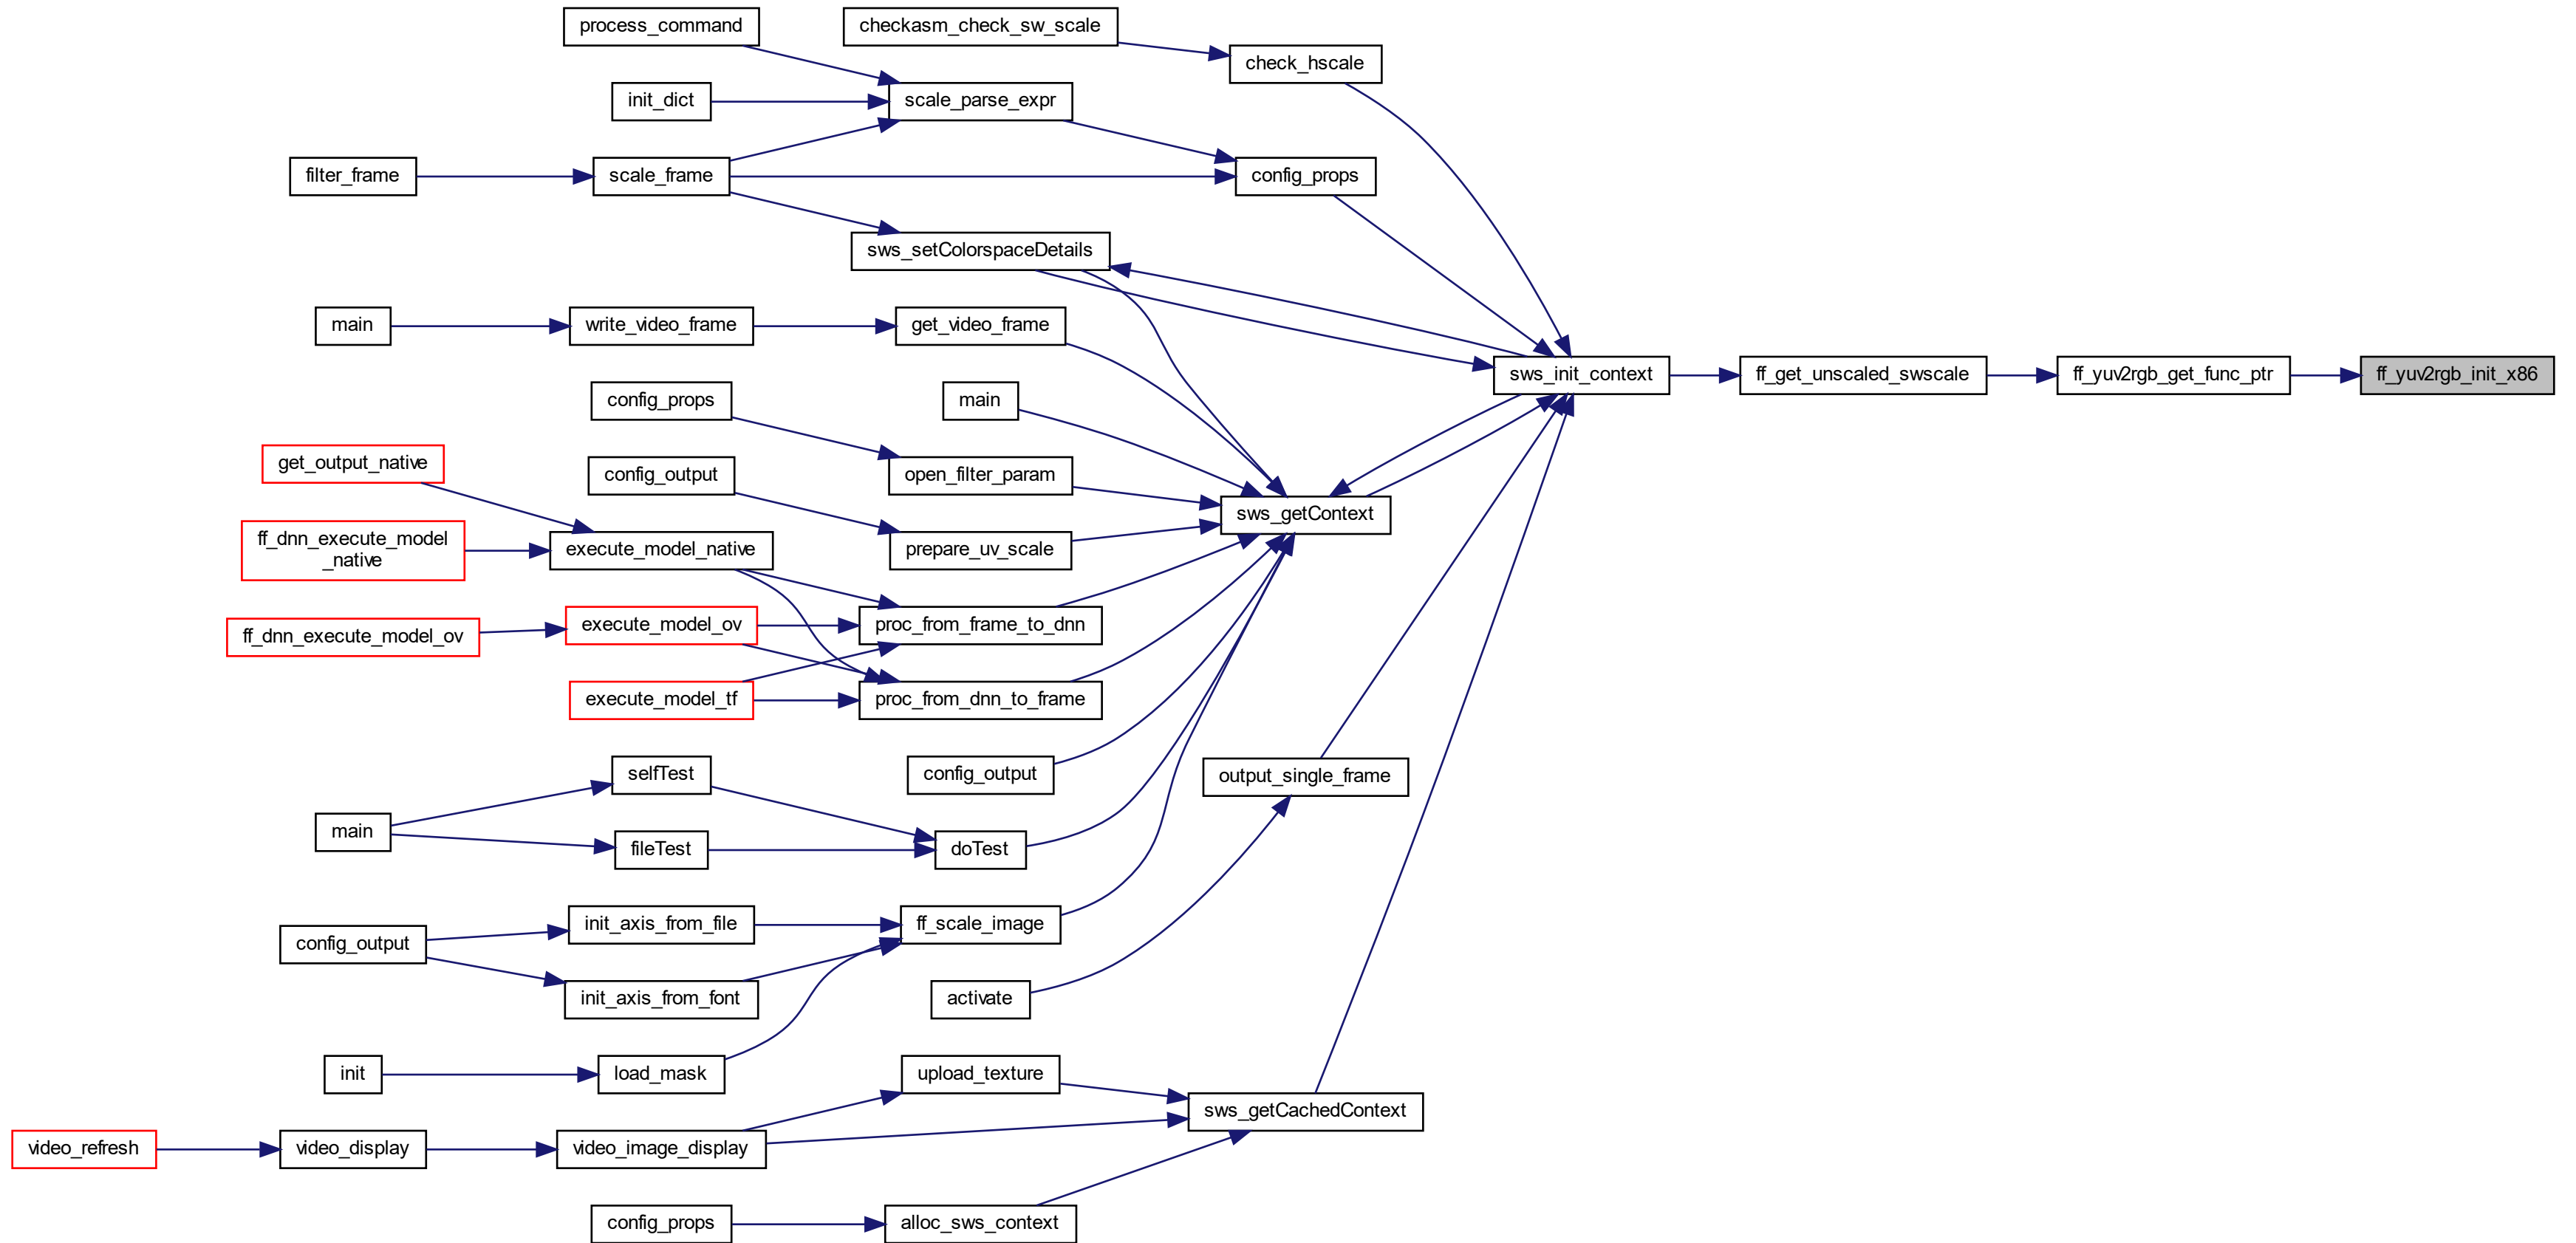 process_command
checkasm_check_sw_scale
check_hscale
init_dict
scale_parse_expr
filter_frame
scale_frame
config_props
sws_setColorspaceDetails
main
write_video_frame
get_video_frame
sws_init_context
ff_get_unscaled_swscale
ff_yuv2rgb_get_func_ptr
ff_yuv2rgb_init_x86
config_props
main
get_output_native
config_output
open_filter_param
sws_getContext
ff_dnn_execute_model
_native
execute_model_native
prepare_uv_scale
ff_dnn_execute_model_ov
execute_model_ov
proc_from_frame_to_dnn
execute_model_tf
proc_from_dnn_to_frame
selfTest
config_output
output_single_frame
main
fileTest
doTest
config_output
init_axis_from_file
ff_scale_image
init_axis_from_font
activate
init
load_mask
upload_texture
sws_getCachedContext
video_refresh
video_display
video_image_display
config_props
alloc_sws_context